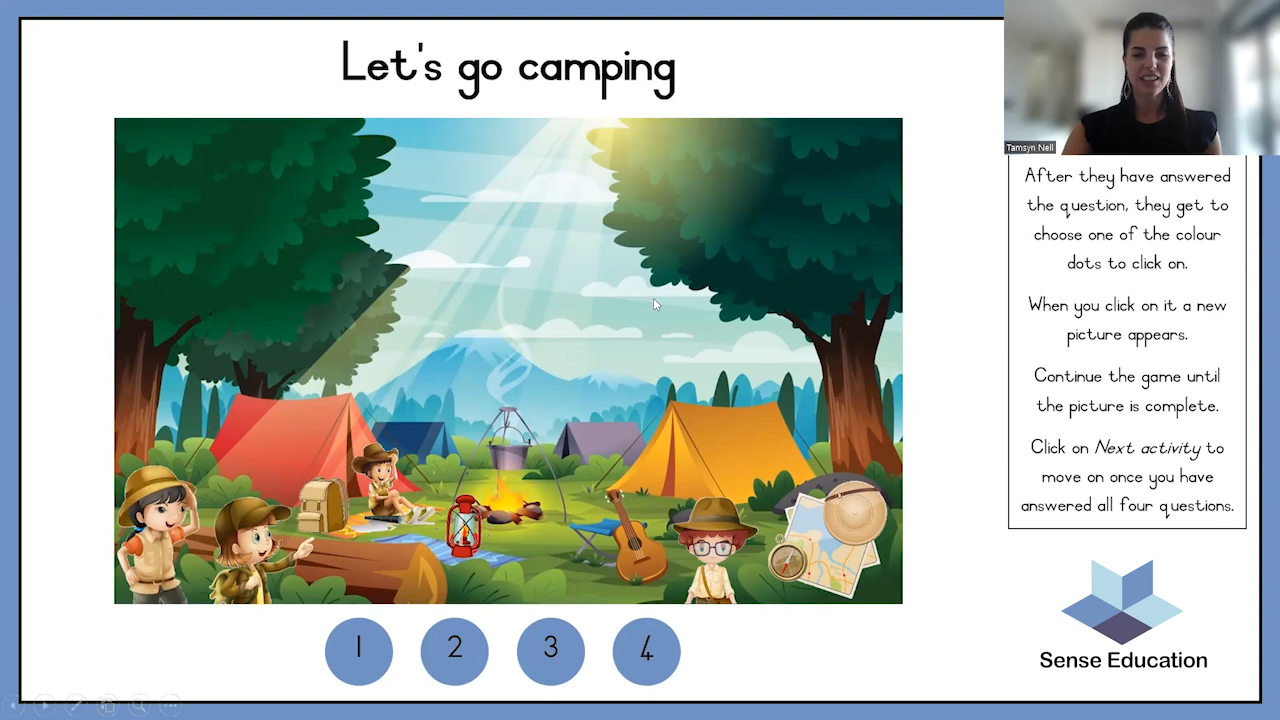 Let's go camping
Tamsyn Nell
After they have answered
the question, they get to
choose one of the colour
dots to click on.
When you click on it a new
picture appears.
Continue the game until
the picture is complete.
Click on Next activity to
move on once you have
answered all four questions.
1 2 3 4
Sense Education